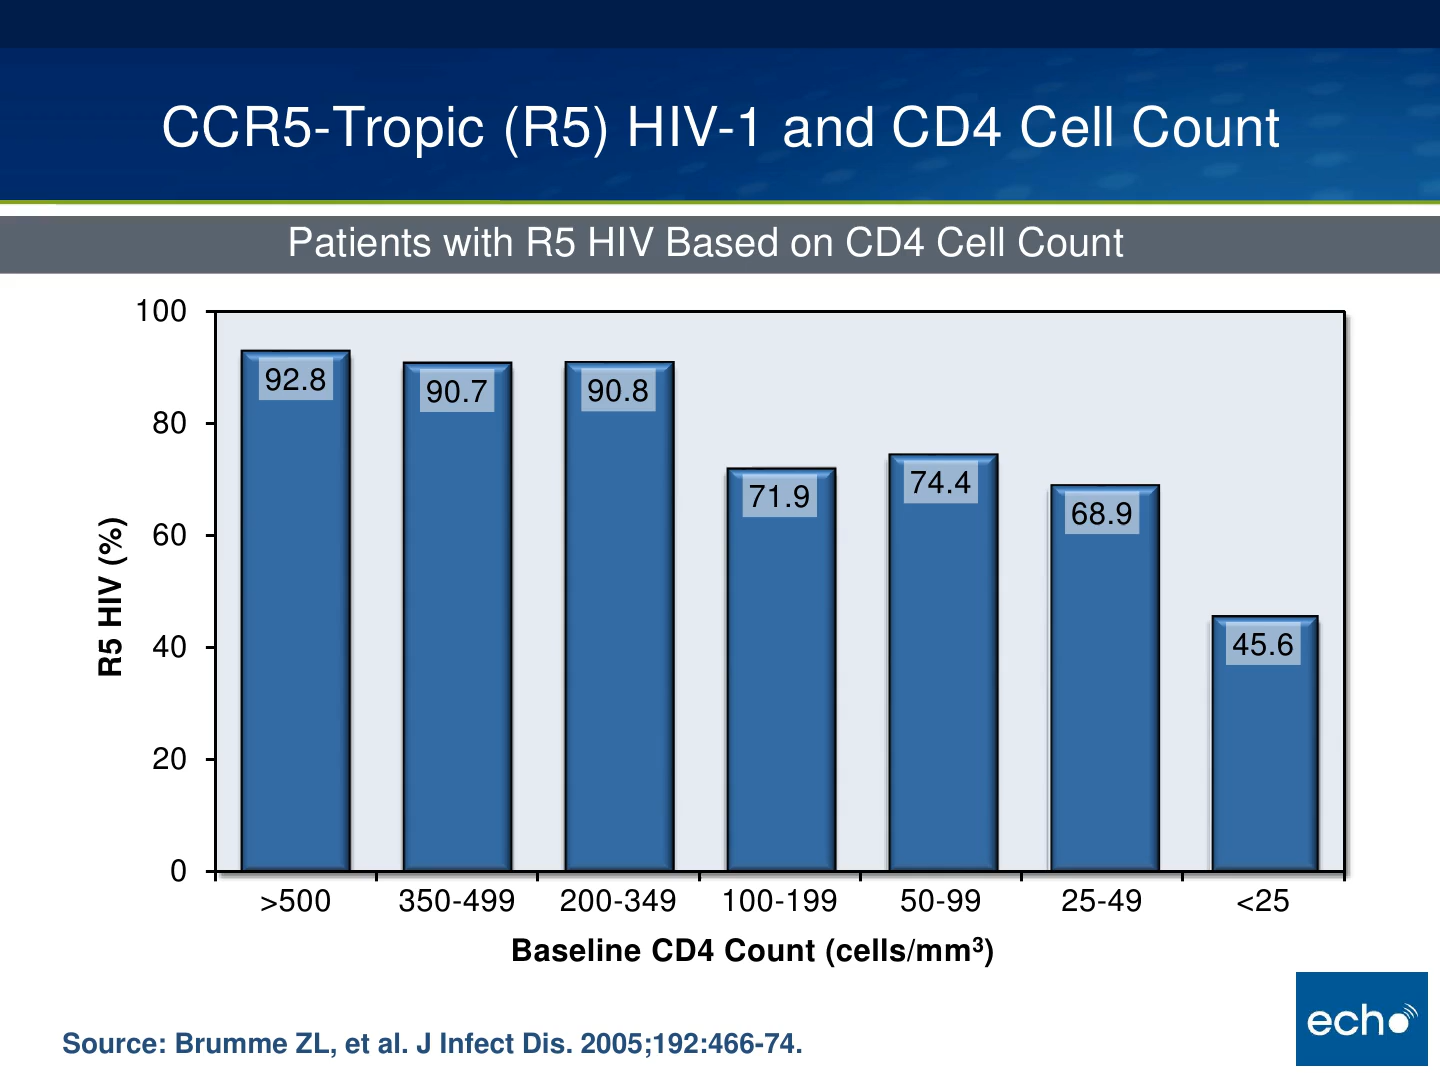 CCR5-Tropic (R5) HIV-1 and CD4 Cell Count
Patients with R5 HIV Based on CD4 Cell Count
100
80
60
40
20
0
R5 HIV (%)
92.8
90.7
90.8
71.9
74.4
68.9
45.6
>500 350-499 200-349 100-199 50-99 25-49 <25
Baseline CD4 Count (cells/mm³)
Source: Brumme ZL, et al. J Infect Dis. 2005;192:466-74.
echo